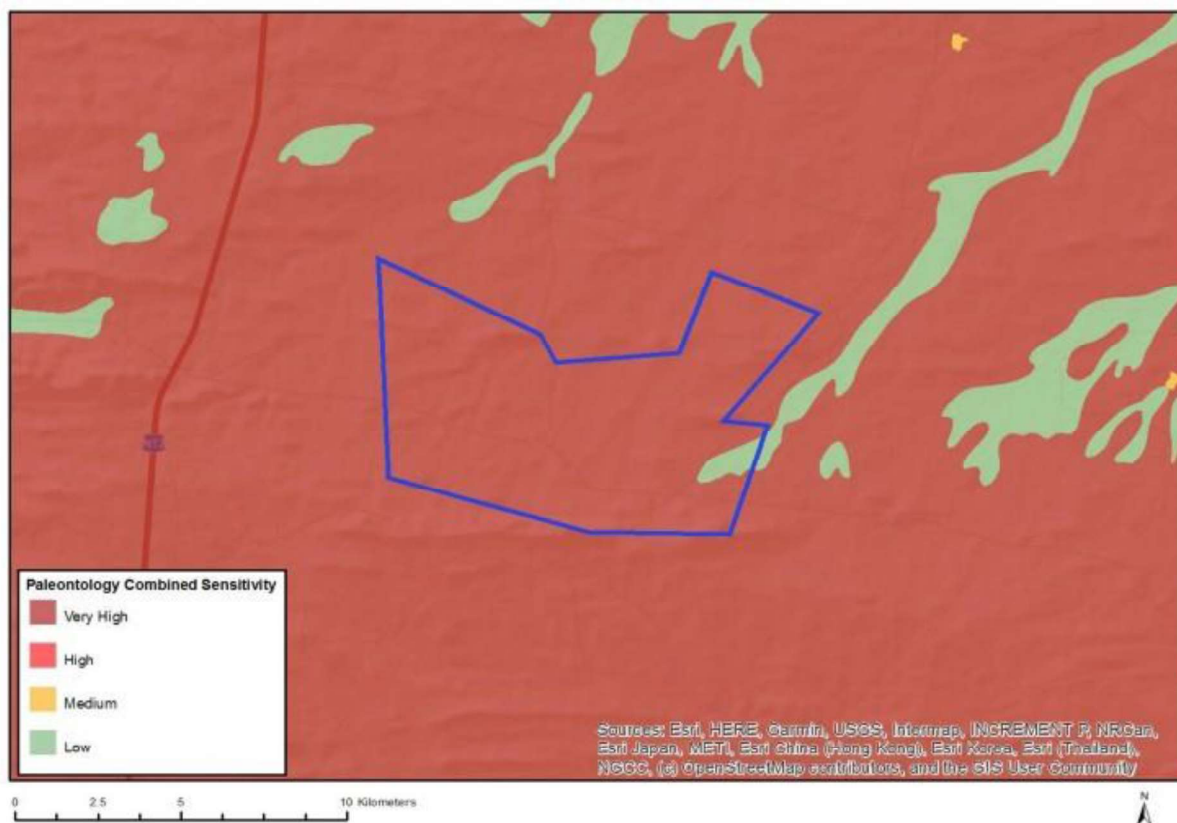 Paleontology Combined Sensitivity
Very High
High
Medium
Low
Sources: Esri, HERE, Garmin, USGS, Intermap, INCREMENT P, NRCan,
Esri Japan, METI, Esri China (Hong Kong), Esri Korea, Esri (Thailand),
NGCC, (c) OpenStreetMap contributors, and the GIS User Community
0 2.5 5 10 Kilometers
N